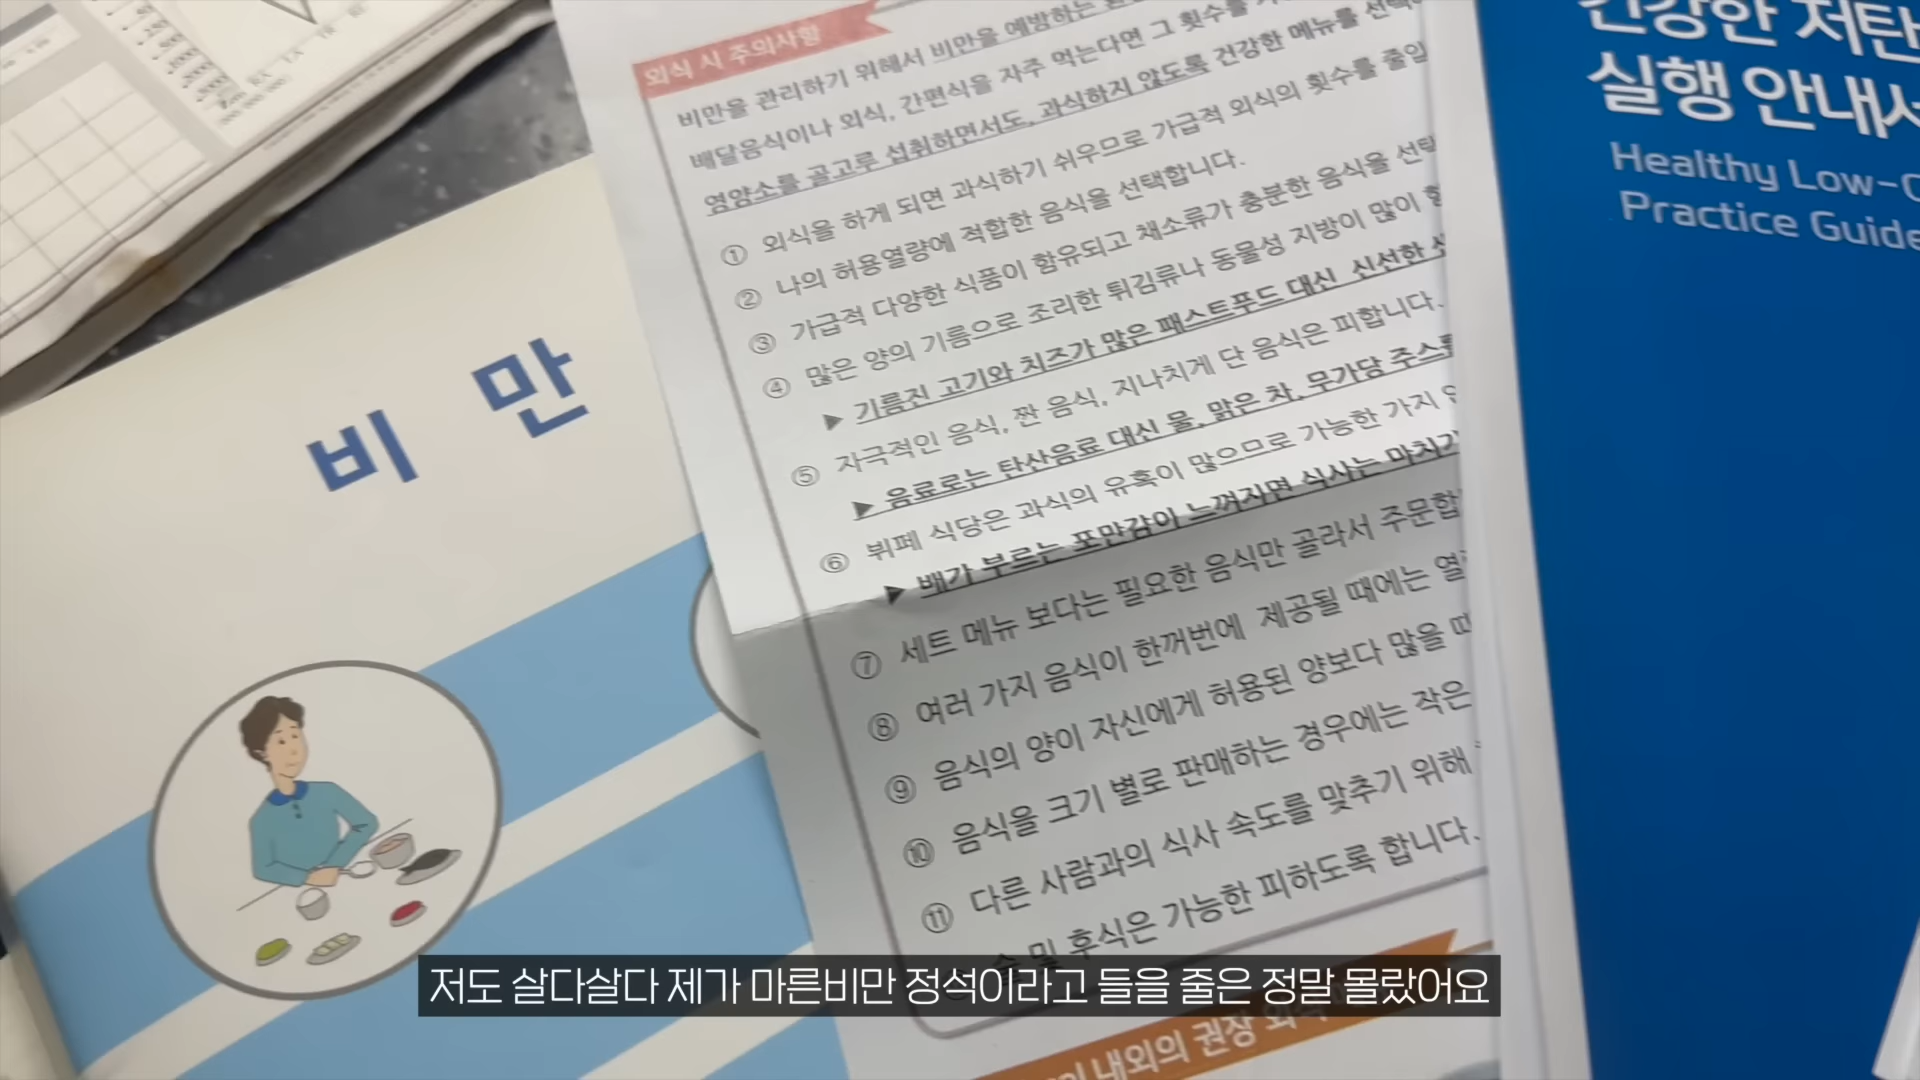 외식 시 주의사항
비만을 관리하기 위해서 비만을 예방하는
배달음식이나 외식, 간편식을 자주 먹는다면 그 횟수를
영양소를 골고루 섭취하면서도, 과식하지 않도록 건강한 메뉴를
① 외식을 하게 되면 과식하기 쉬우므로 가급적 외식의 횟수를 줄입
② 나의 허용열량에 적합한 음식을 선택합니다.
③ 가급적 다양한 식품이 함유되고 채소류가 충분한 음식을 선택
④ 많은 양의 기름으로 조리한 튀김류나 동물성 지방이 많이
▶ 기름진 고기와 치즈가 많은 패스트푸드 대신 신선한
⑤ 자극적인 음식, 짠 음식, 지나치게 단 음식은 피합니다.
▶ 음료로는 탄산음료 대신 물, 맑은 차, 무가당 주스
⑥ 뷔페 식당은 과식의 유혹이 많으므로 가능한 가지
▶ 배가 부르는 포만감이 느껴지면 식사는
⑦ 세트 메뉴 보다는 필요한 음식만 골라서 주문합
⑧ 여러 가지 음식이 한꺼번에 제공될 때에는
⑨ 음식의 양이 자신에게 허용된 양보다 많을
⑩ 음식을 크기 별로 판매하는 경우에는 작은
⑪ 다른 사람과의 식사 속도를 맞추기 위해
술 및 후식은 가능한 피하도록 합니다.
내외의 권장 외식
비 만
건강한 저탄
실행 안내서
Healthy Low-C
Practice Guide
저도 살다살다 제가 마른비만 정석이라고 들을 줄은 정말 몰랐어요